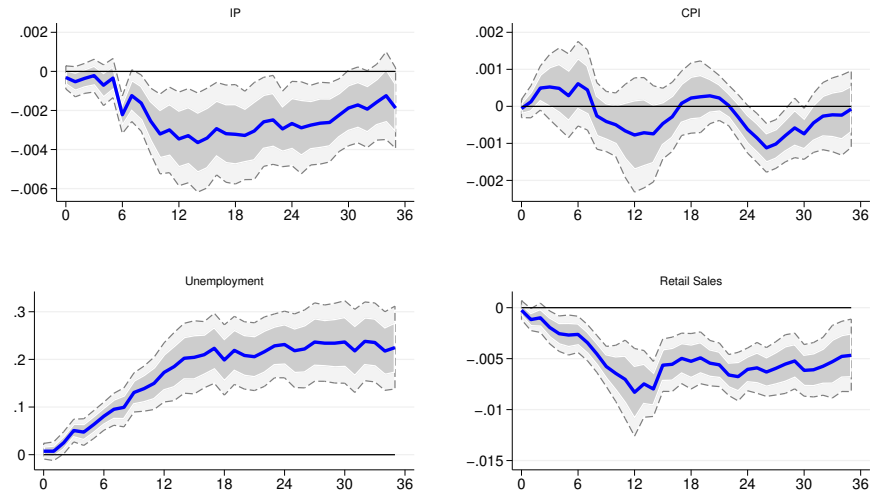 IP
.002
0
−.002
−.004
−.006
0 6 12 18 24 30 36
CPI
.002
.001
0
−.001
−.002
0 6 12 18 24 30 36
Unemployment
.3
.2
.1
0
0 6 12 18 24 30 36
Retail Sales
0
−.005
−.01
−.015
0 6 12 18 24 30 36